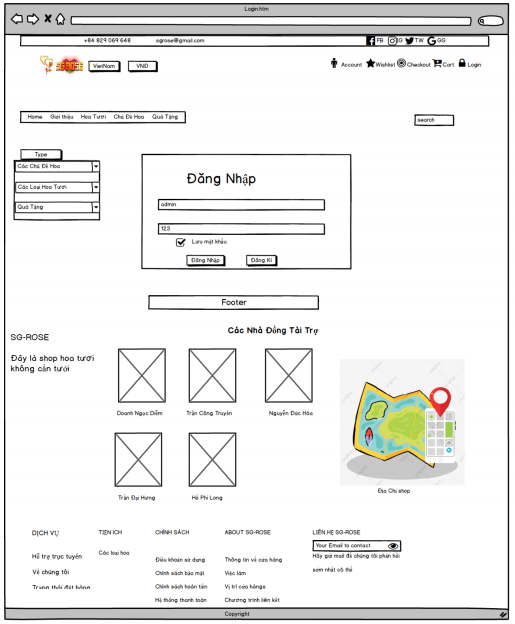 Login.htm
+84 829 069 648 sgrose@gmail.com FB IG TW GG
SG-ROSE VietNam VND Account Wishlist Checkout Cart Login
Home Giới thiệu Hoa Tươi Chủ Đề Hoa Quà Tặng search
Type
Các Chủ Đề Hoa
Các Loại Hoa Tươi
Quà Tặng
Đăng Nhập
admin
123
Lưu mật khẩu
Đăng Nhập Đăng Kí
Footer
Các Nhà Đồng Tài Trợ
SG-ROSE
Đây là shop hoa tươi
không cần tưới
Doanh Ngọc Diễm Trần Công Truyện Nguyễn Đức Hòa
Trần Đại Hưng Hồ Phi Long
Địa Chỉ shop
DỊCH VỤ TIỆN ICH CHÍNH SÁCH ABOUT SG-ROSE LIÊN HỆ SG-ROSE
Your Email to contact
Hỗ trợ trực tuyến Các loại hoa Điều khoản sử dụng Thông tin về cửa hàng Hãy gửi mail để chúng tôi phản hồi
sớm nhất có thể
Về chúng tôi Chính sách bảo mật Việc làm
Trạng thái đặt hàng Chính sách hoàn tiền Vị trí cửa hàng
Hệ thống thanh toán Chương trình liên kết
Copyright